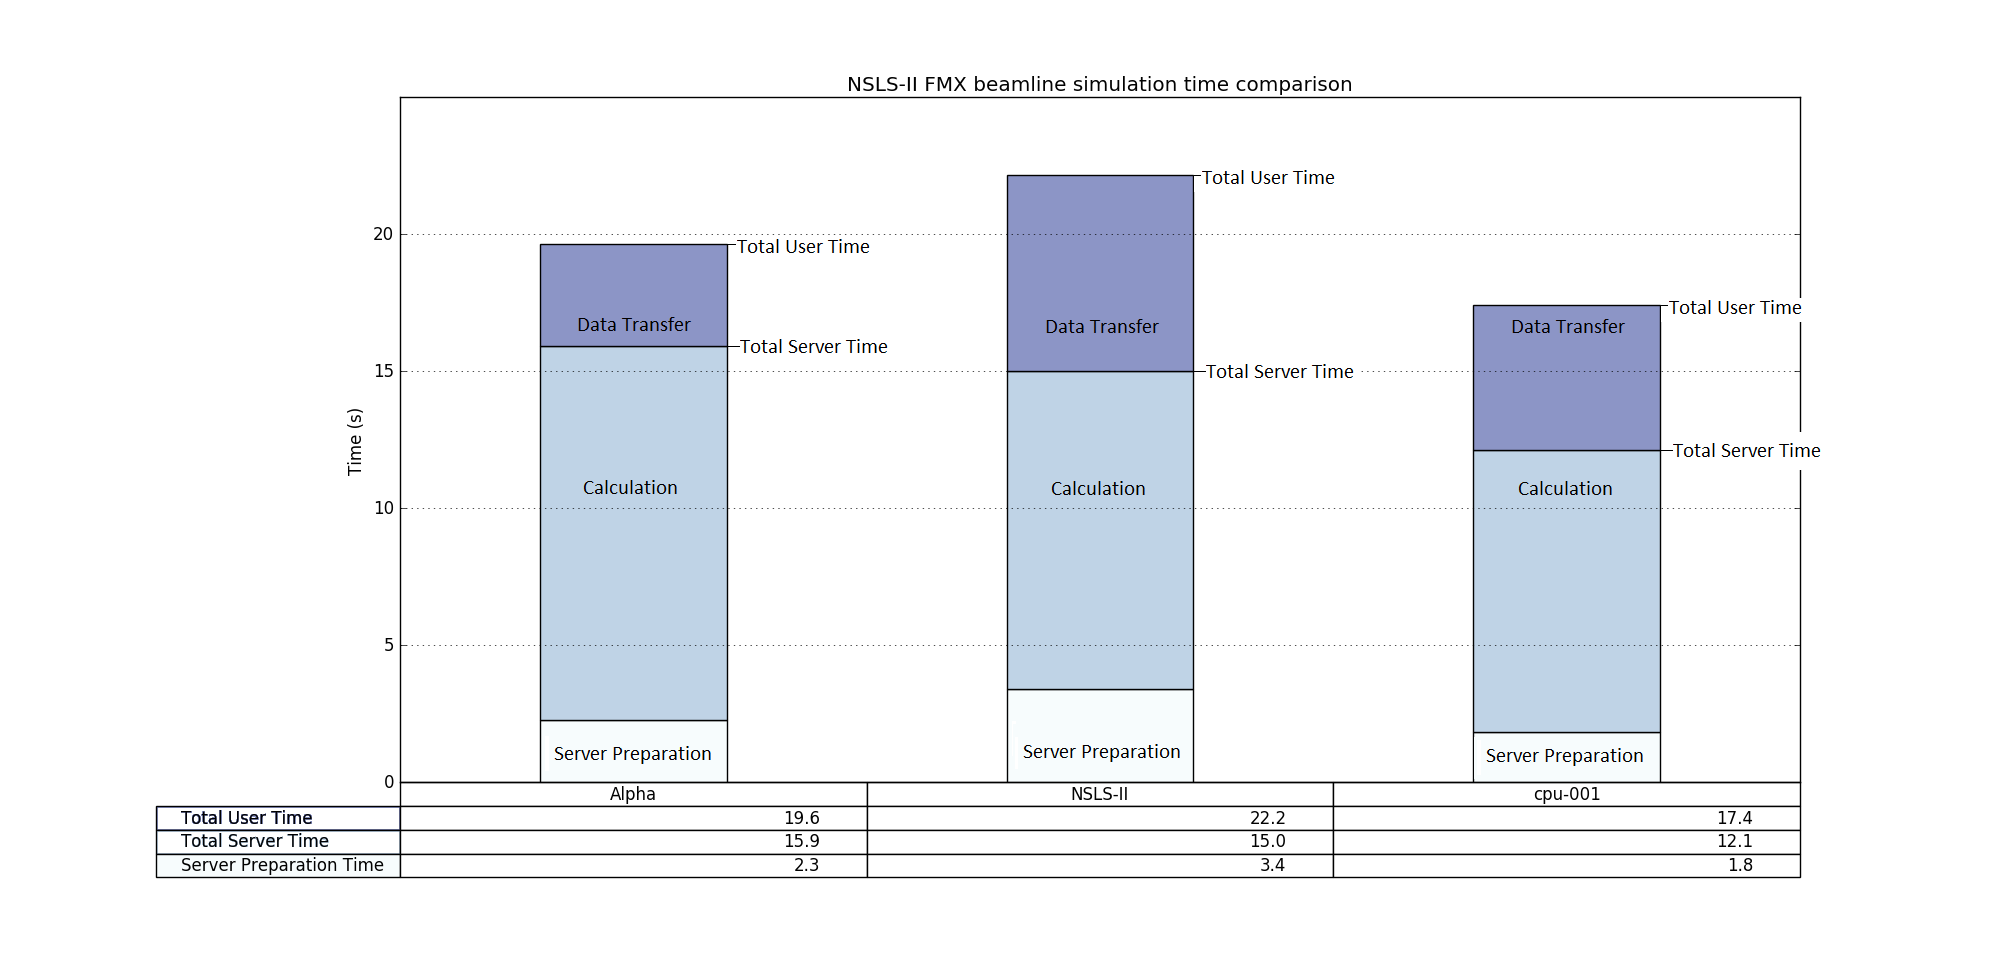 NSLS-II FMX beamline simulation time comparison
Total User Time
20
Total User Time
Total User Time
Data Transfer
Data Transfer
Data Transfer
Total Server Time
15
Total Server Time
Time (s)
Total Server Time
Calculation
Calculation
Calculation
10
5
Server Preparation
Server Preparation
Server Preparation
0
Alpha NSLS-II cpu-001
Total User Time 19.6 22.2 17.4
Total Server Time 15.9 15.0 12.1
Server Preparation Time 2.3 3.4 1.8